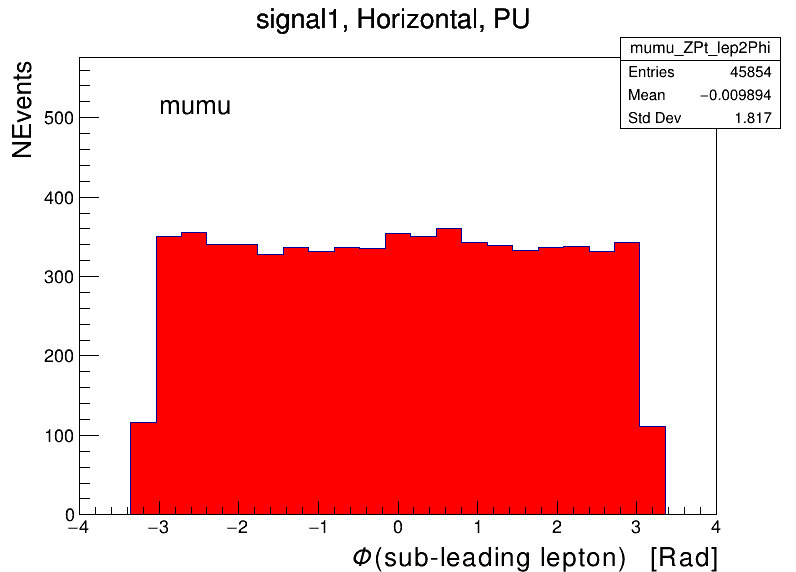 signal1, Horizontal, PU
mumu_ZPt_lep2Phi
Entries 45854
Mean −0.009894
Std Dev 1.817
NEvents
mumu
500
400
300
200
100
0
−4 −3 −2 −1 0 1 2 3 4
Φ(sub-leading lepton) [Rad]